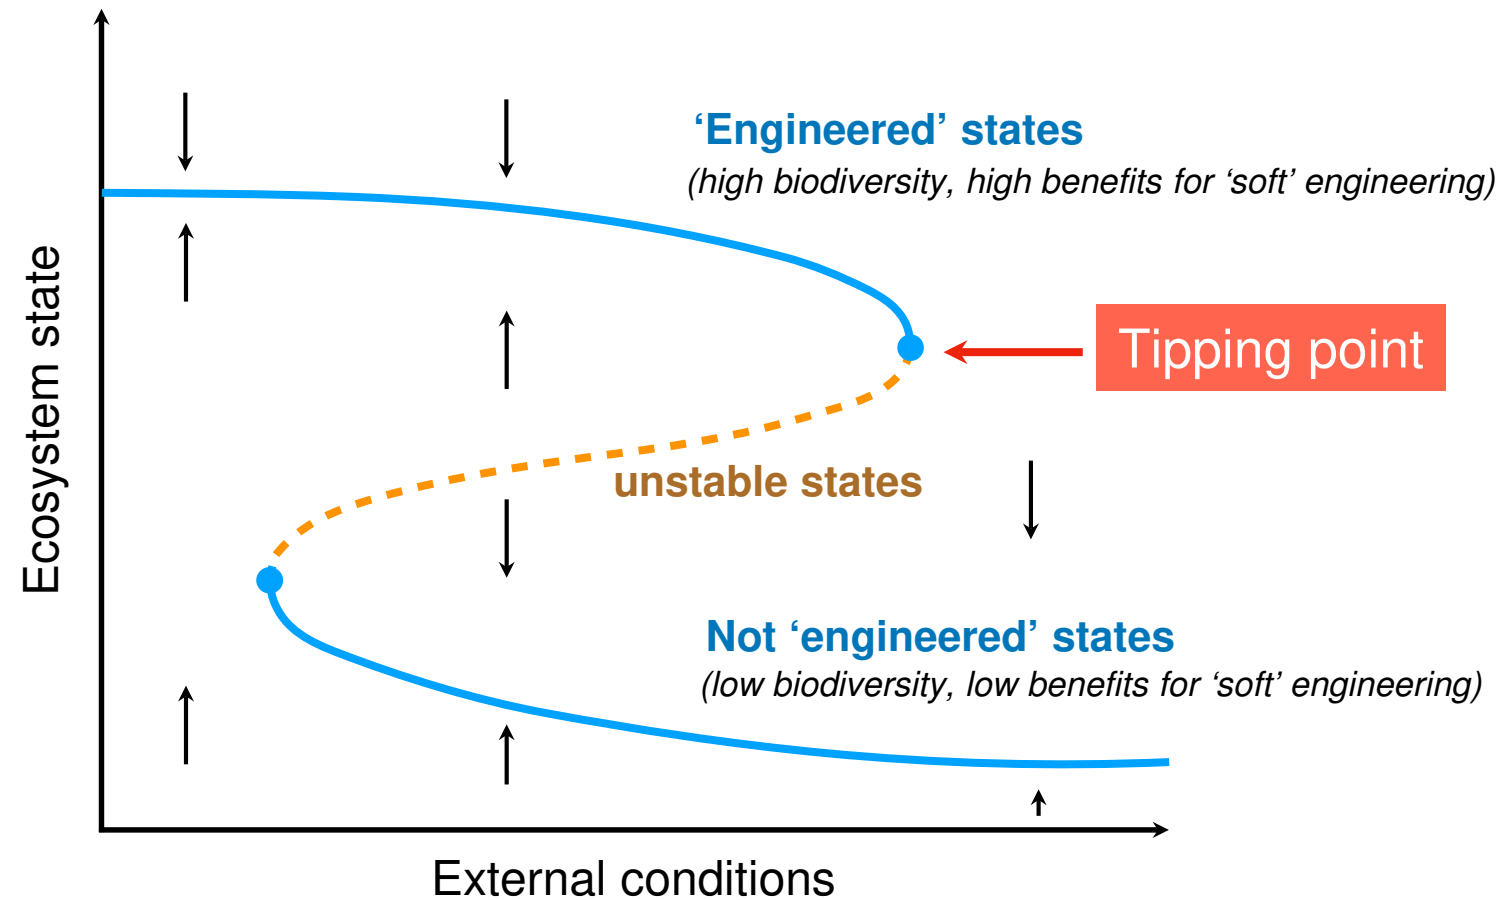 ‘Engineered’ states
(high biodiversity, high benefits for ‘soft’ engineering)
Ecosystem state
Tipping point
unstable states
Not ‘engineered’ states
(low biodiversity, low benefits for ‘soft’ engineering)
External conditions